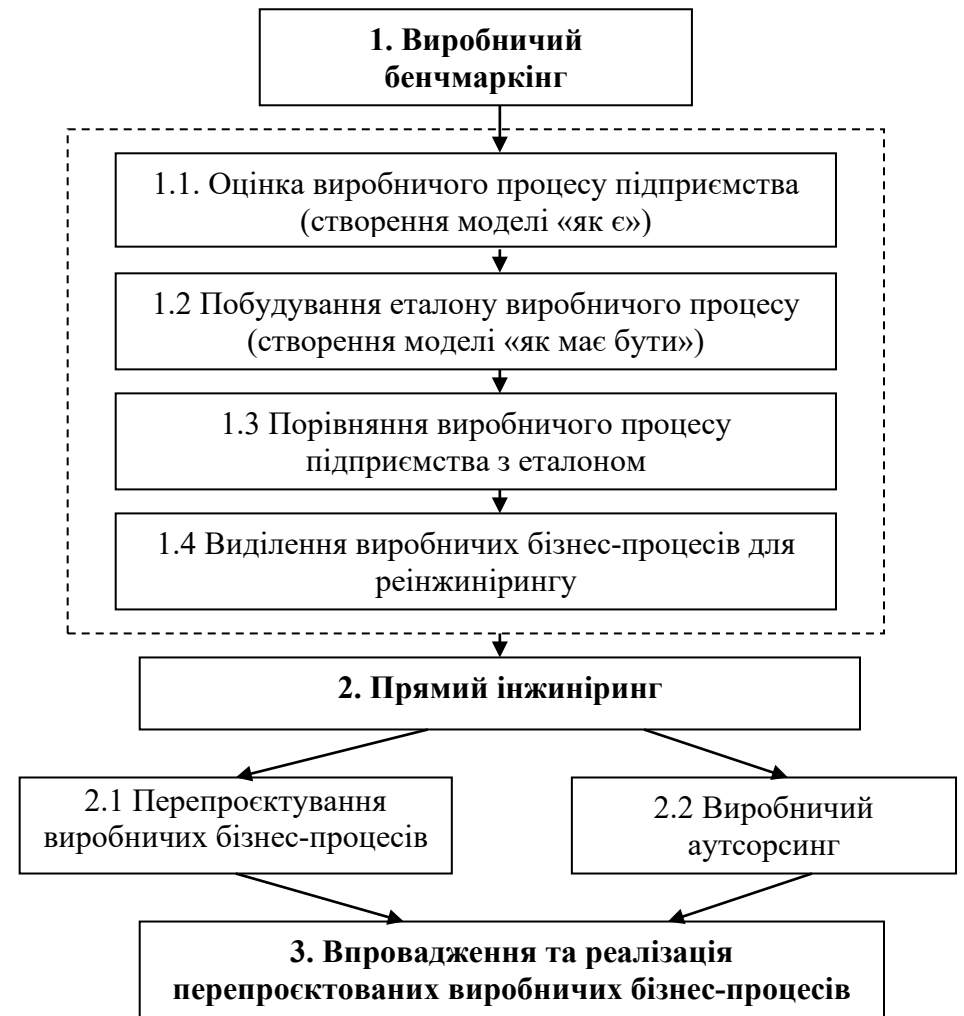 1. Виробничий
бенчмаркінг
1.1. Оцінка виробничого процесу підприємства
(створення моделі «як є»)
1.2 Побудування еталону виробничого процесу
(створення моделі «як має бути»)
1.3 Порівняння виробничого процесу
підприємства з еталоном
1.4 Виділення виробничих бізнес-процесів для
реінжинірингу
2. Прямий інжиніринг
2.1 Перепроєктування
виробничих бізнес-процесів
2.2 Виробничий
аутсорсинг
3. Впровадження та реалізація
перепроєктованих виробничих бізнес-процесів